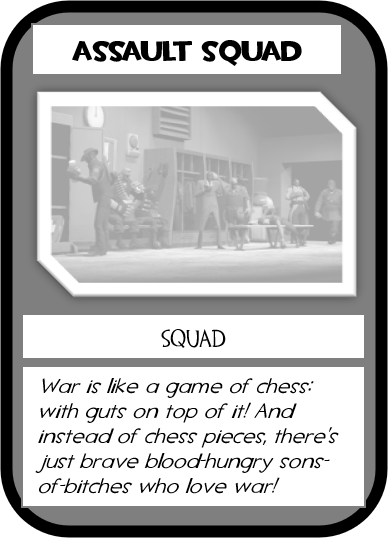 ASSAULT SQUAD
SQUAD
War is like a game of chess:
with guts on top of it! And
instead of chess pieces, there's
just brave blood-hungry sons-
of-bitches who love war!